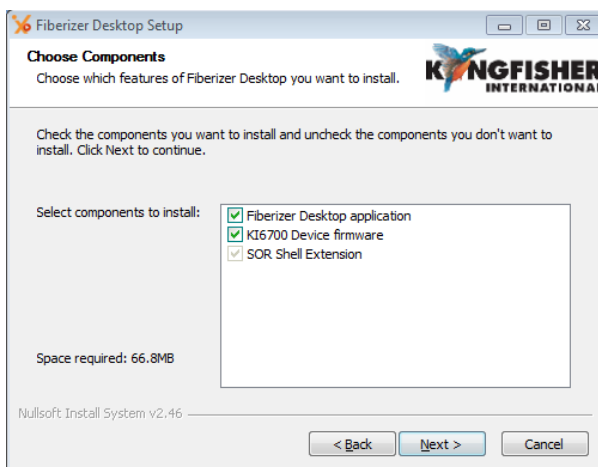 Fiberizer Desktop Setup
Choose Components
Choose which features of Fiberizer Desktop you want to install.
KINGFISHER
INTERNATIONAL
Check the components you want to install and uncheck the components you don't want to
install. Click Next to continue.
Select components to install:
Fiberizer Desktop application
KI6700 Device firmware
SOR Shell Extension
Space required: 66.8MB
Nullsoft Install System v2.46
< Back
Next >
Cancel